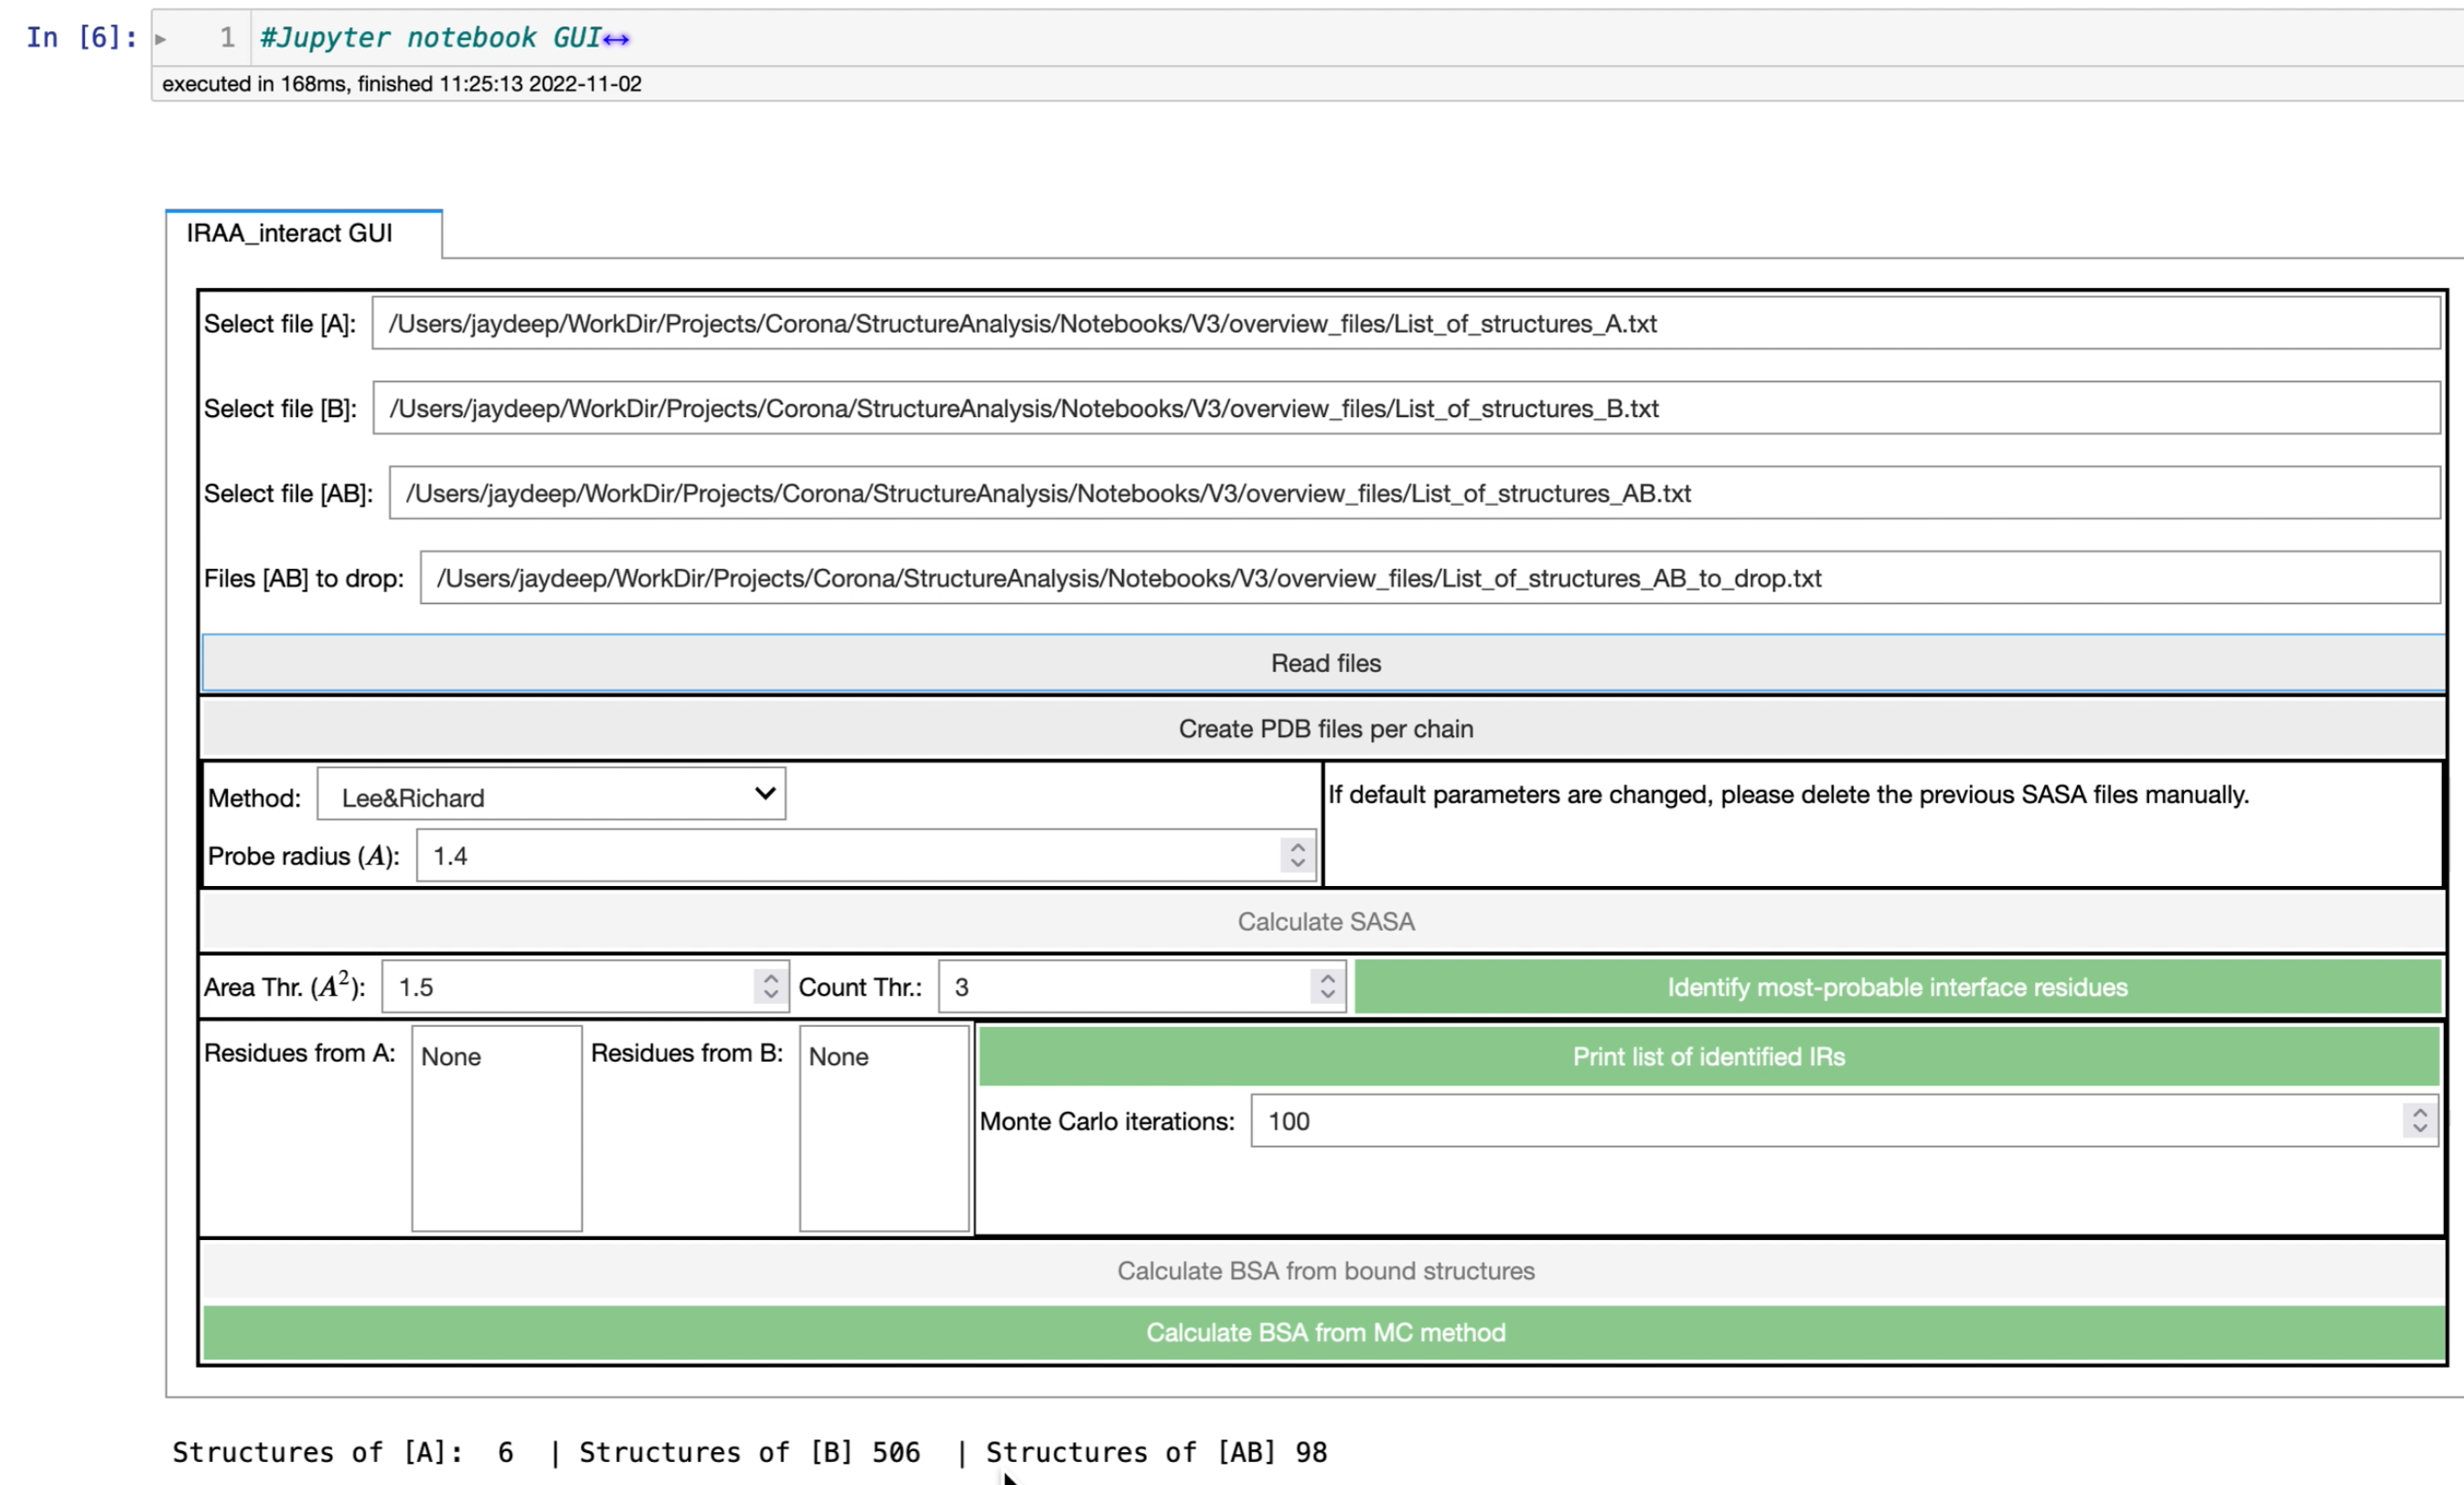 In [6]: 1 #Jupyter notebook GUI↔
executed in 168ms, finished 11:25:13 2022-11-02
IRAA_interact GUI
Select file [A]: /Users/jaydeep/WorkDir/Projects/Corona/StructureAnalysis/Notebooks/V3/overview_files/List_of_structures_A.txt
Select file [B]: /Users/jaydeep/WorkDir/Projects/Corona/StructureAnalysis/Notebooks/V3/overview_files/List_of_structures_B.txt
Select file [AB]: /Users/jaydeep/WorkDir/Projects/Corona/StructureAnalysis/Notebooks/V3/overview_files/List_of_structures_AB.txt
Files [AB] to drop: /Users/jaydeep/WorkDir/Projects/Corona/StructureAnalysis/Notebooks/V3/overview_files/List_of_structures_AB_to_drop.txt
Read files
Create PDB files per chain
Method: Lee&Richard
If default parameters are changed, please delete the previous SASA files manually.
Probe radius (A): 1.4
Calculate SASA
Area Thr. (A²): 1.5 Count Thr.: 3 Identify most-probable interface residues
Residues from A: None Residues from B: None Print list of identified IRs
Monte Carlo iterations: 100
Calculate BSA from bound structures
Calculate BSA from MC method
Structures of [A]: 6 | Structures of [B] 506 | Structures of [AB] 98